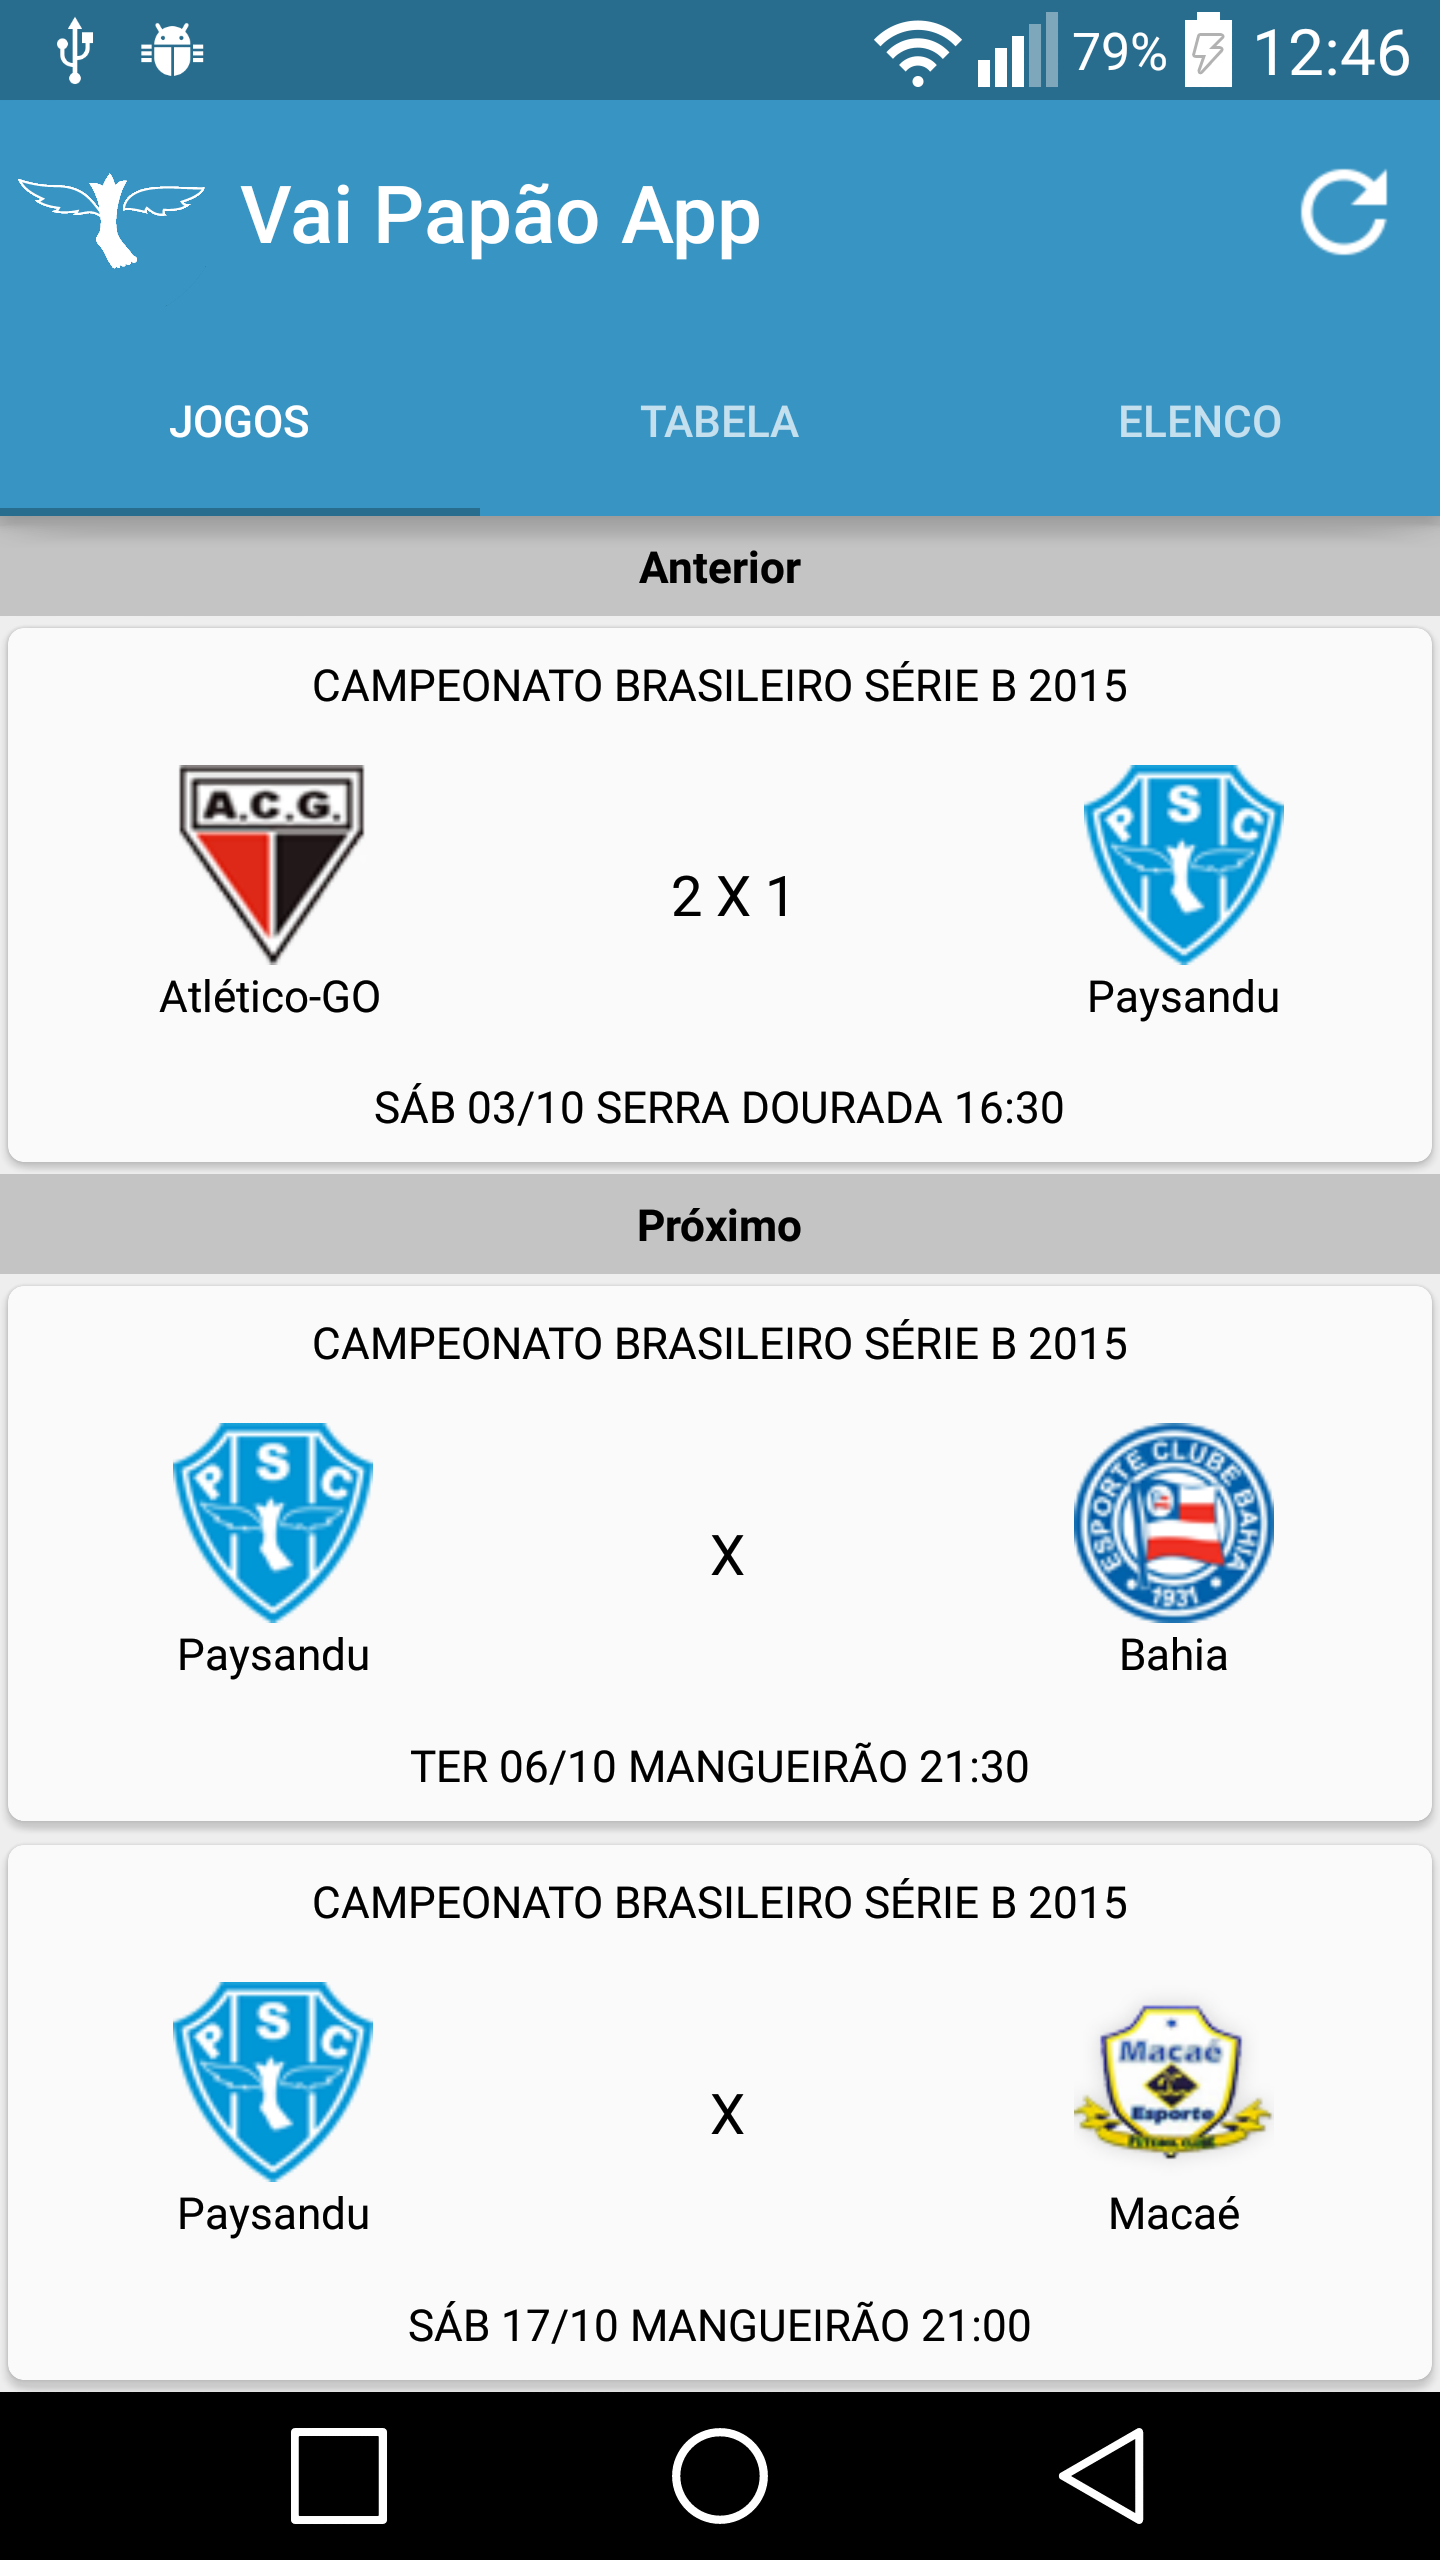 79% 12:46
Vai Papão App
JOGOS TABELA ELENCO
Anterior
CAMPEONATO BRASILEIRO SÉRIE B 2015
A.C.G.
P S C
2 X 1
Atlético-GO Paysandu
SÁB 03/10 SERRA DOURADA 16:30
Próximo
CAMPEONATO BRASILEIRO SÉRIE B 2015
P S C
ESPORTE CLUBE BAHIA
1931
X
Paysandu Bahia
TER 06/10 MANGUEIRÃO 21:30
CAMPEONATO BRASILEIRO SÉRIE B 2015
P S C
Macaé
Esporte
X
Paysandu Macaé
SÁB 17/10 MANGUEIRÃO 21:00